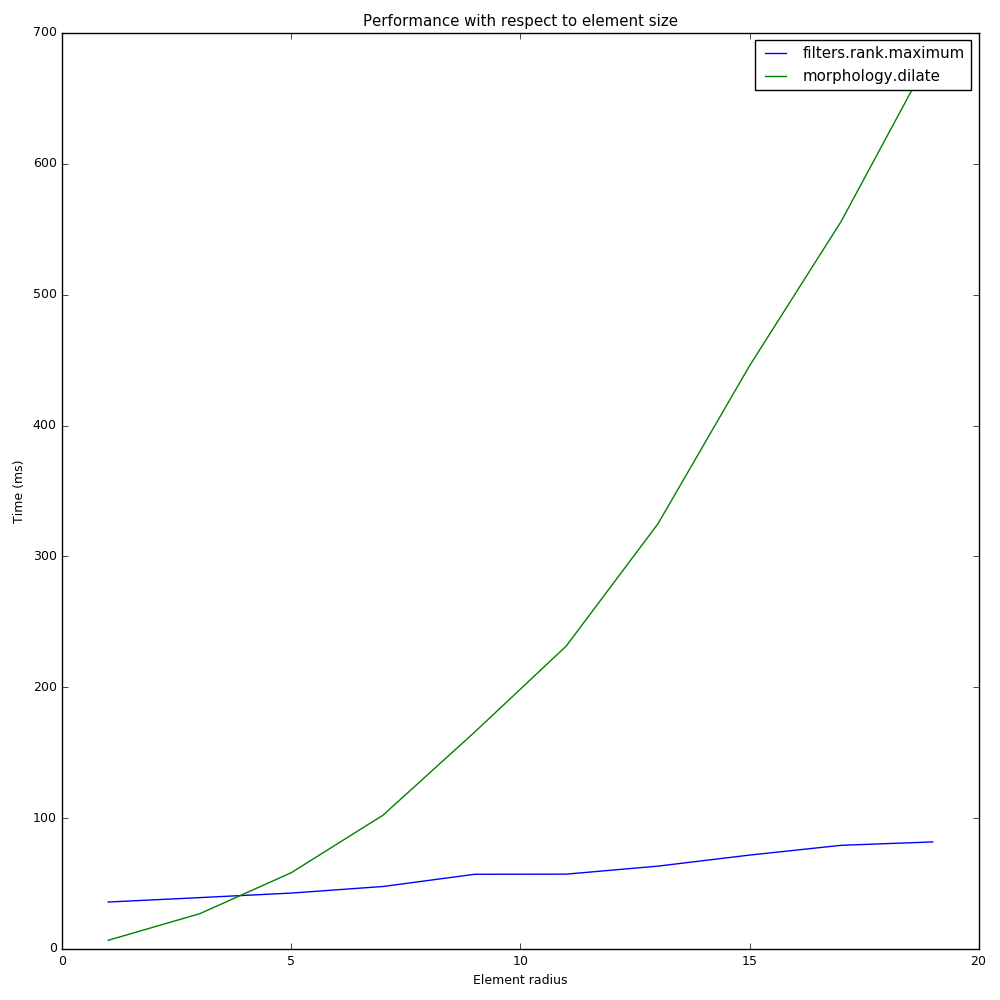 Performance with respect to element size
700
600
500
400
300
200
100
0
Time (ms)
filters.rank.maximum
morphology.dilate
0 5 10 15 20
Element radius